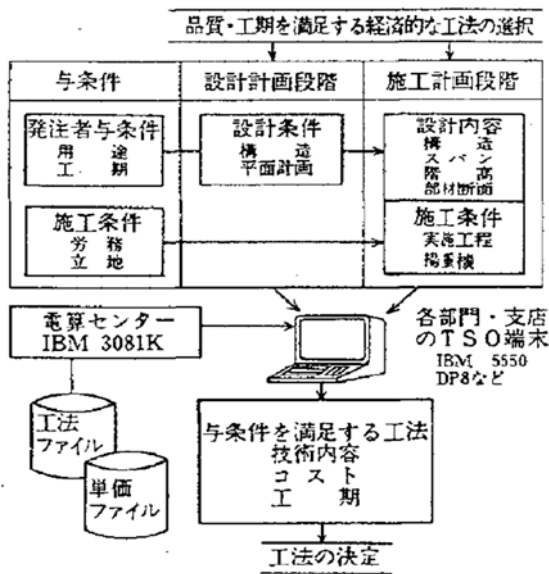 品質・工期を満足する経済的な工法の選択
与条件
設計計画段階
施工計画段階
発注者与条件
用途
工期
設計条件
構造
平面計画
設計内容
構造
スパン
階高
部材断面
施工条件
労務
立地
施工条件
実施工程
揚重機
電算センター
IBM 3081K
各部門・支店
のTSO端末
IBM 5550
DP8など
工法
ファイル
単価
ファイル
与条件を満足する工法
技術内容
コスト
工期
工法の決定